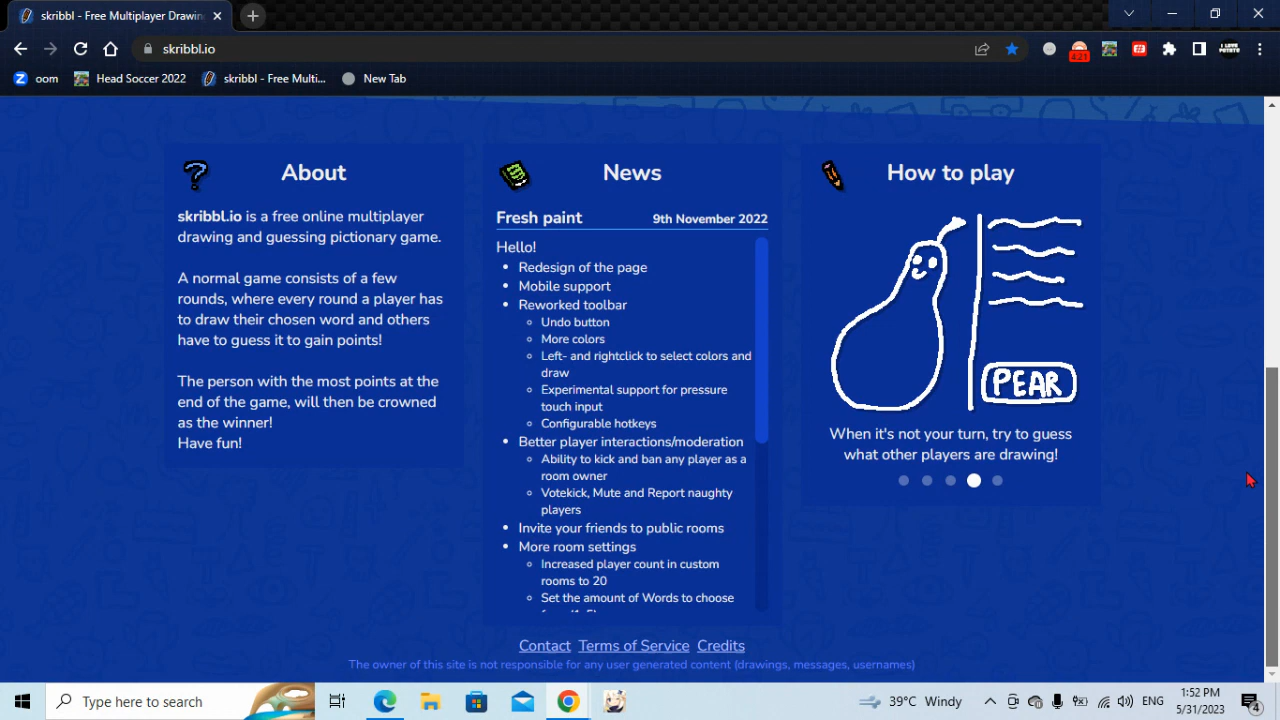 skribbl - Free Multiplayer Drawin
skribbl.io
421
I LOVE
oom
Head Soccer 2022
skribbl - Free Multi...
New Tab
About
skribbl.io is a free online multiplayer
drawing and guessing pictionary game.
A normal game consists of a few
rounds, where every round a player has
to draw their chosen word and others
have to guess it to gain points!
The person with the most points at the
end of the game, will then be crowned
as the winner!
Have fun!
News
Fresh paint 9th November 2022
Hello!
Redesign of the page
Mobile support
Reworked toolbar
Undo button
More colors
Left- and rightclick to select colors and
draw
Experimental support for pressure
touch input
Configurable hotkeys
Better player interactions/moderation
Ability to kick and ban any player as a
room owner
Votekick, Mute and Report naughty
players
Invite your friends to public rooms
More room settings
Increased player count in custom
rooms to 20
Set the amount of Words to choose
How to play
PEAR
When it's not your turn, try to guess
what other players are drawing!
Contact Terms of Service Credits
The owner of this site is not responsible for any user generated content (drawings, messages, usernames)
Type here to search
39°C Windy
ENG
1:52 PM
5/31/2023
4